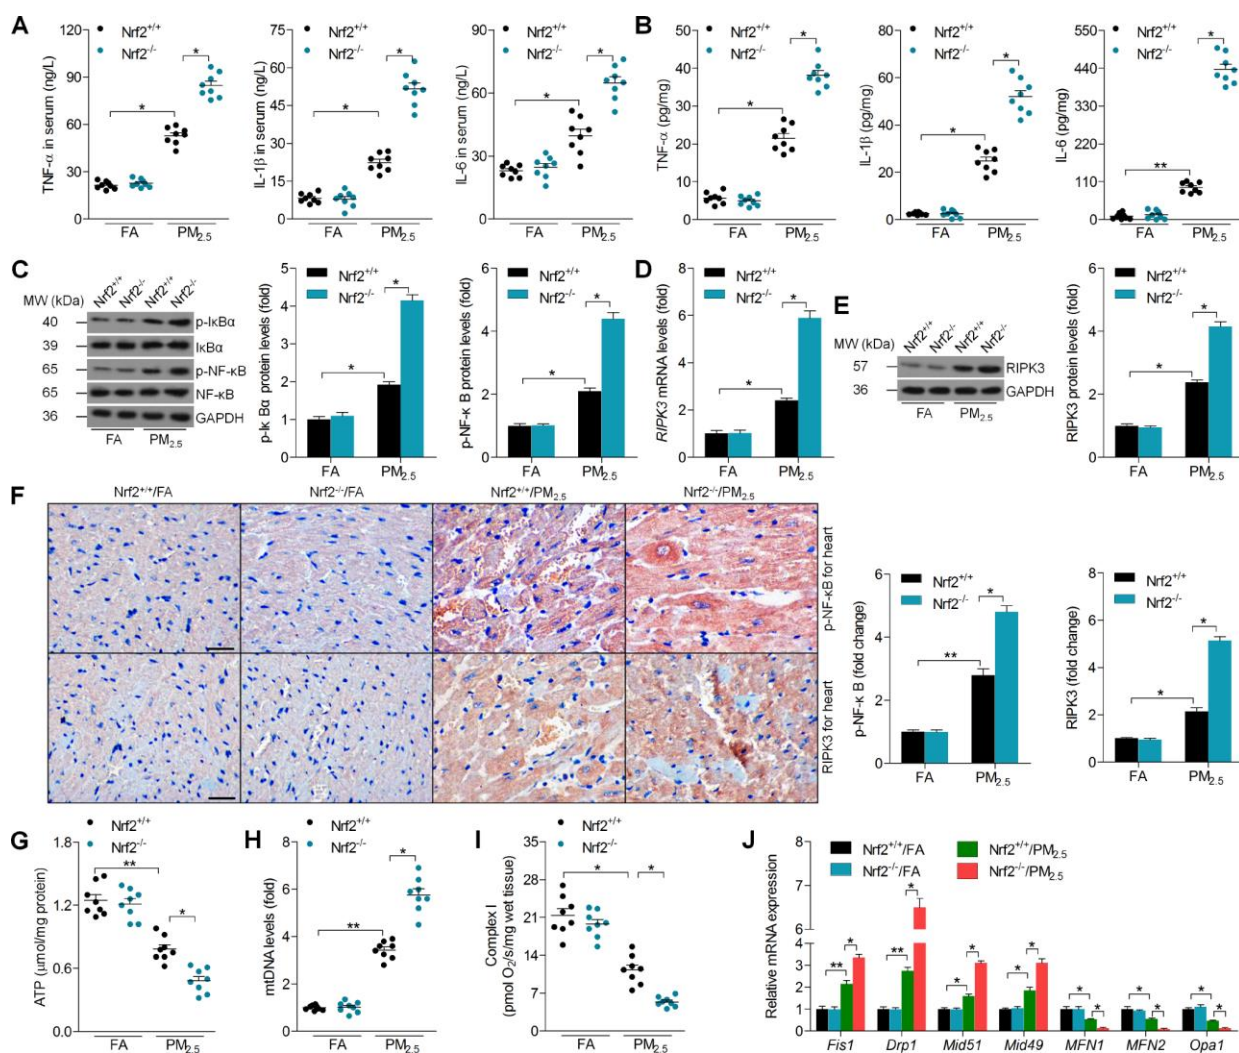 A
Nrf2+/+
Nrf2-/-
TNF-α in serum (ng/L)
120
90
60
30
0
*
*
FA
PM2.5
Nrf2+/+
Nrf2-/-
IL-1β in serum (ng/L)
75
60
45
30
15
0
*
*
FA
PM2.5
Nrf2+/+
Nrf2-/-
IL-6 in serum (ng/L)
90
60
30
0
*
*
FA
PM2.5
B
Nrf2+/+
Nrf2-/-
TNF-α (pg/mg)
50
40
30
20
10
0
*
*
FA
PM2.5
Nrf2+/+
Nrf2-/-
IL-1β (pg/mg)
80
60
40
20
0
*
*
FA
PM2.5
Nrf2+/+
Nrf2-/-
IL-6 (pg/mg)
550
440
330
220
110
0
**
*
FA
PM2.5
C
MW (kDa)
Nrf2+/+
Nrf2-/-
Nrf2+/+
Nrf2-/-
40 p-IκBα
39 IκBα
65 p-NF-κB
65 NF-κB
36 GAPDH
FA
PM2.5
Nrf2+/+
Nrf2-/-
p-Iκ Bα protein levels (fold)
5
4
3
2
1
0
*
*
FA
PM2.5
Nrf2+/+
Nrf2-/-
p-NF-κ B protein levels (fold)
6
4
2
0
*
*
FA
PM2.5
D
Nrf2+/+
Nrf2-/-
RIPK3 mRNA levels (fold)
8
6
4
2
0
*
*
FA
PM2.5
E
MW (kDa)
Nrf2+/+
Nrf2-/-
Nrf2+/+
Nrf2-/-
57 RIPK3
36 GAPDH
FA
PM2.5
Nrf2+/+
Nrf2-/-
RIPK3 protein levels (fold)
5
4
3
2
1
0
*
*
FA
PM2.5
F
Nrf2+/+/FA
Nrf2-/-/FA
Nrf2+/+/PM2.5
Nrf2-/-/PM2.5
p-NF-κB for heart
RIPK3 for heart
Nrf2+/+
Nrf2-/-
p-NF-κ B (fold change)
6
4
2
0
**
*
FA
PM2.5
Nrf2+/+
Nrf2-/-
RIPK3 (fold change)
8
6
4
2
0
*
*
FA
PM2.5
G
Nrf2+/+
Nrf2-/-
ATP (μmol/mg protein)
1.8
1.2
0.6
0.0
**
*
FA
PM2.5
H
Nrf2+/+
Nrf2-/-
mtDNA levels (fold)
8
6
4
2
0
**
*
FA
PM2.5
I
Nrf2+/+
Nrf2-/-
Complex I
(pmol O2/s/mg wet tissue)
35
28
21
14
7
0
*
*
FA
PM2.5
J
Nrf2+/+/FA
Nrf2-/-/FA
Nrf2+/+/PM2.5
Nrf2-/-/PM2.5
Relative mRNA expression
8
6
4
3
2
1
0
** *
** *
* *
* *
* *
* *
* *
Fis1 Drp1 Mid51 Mid49 MFN1 MFN2 Opa1